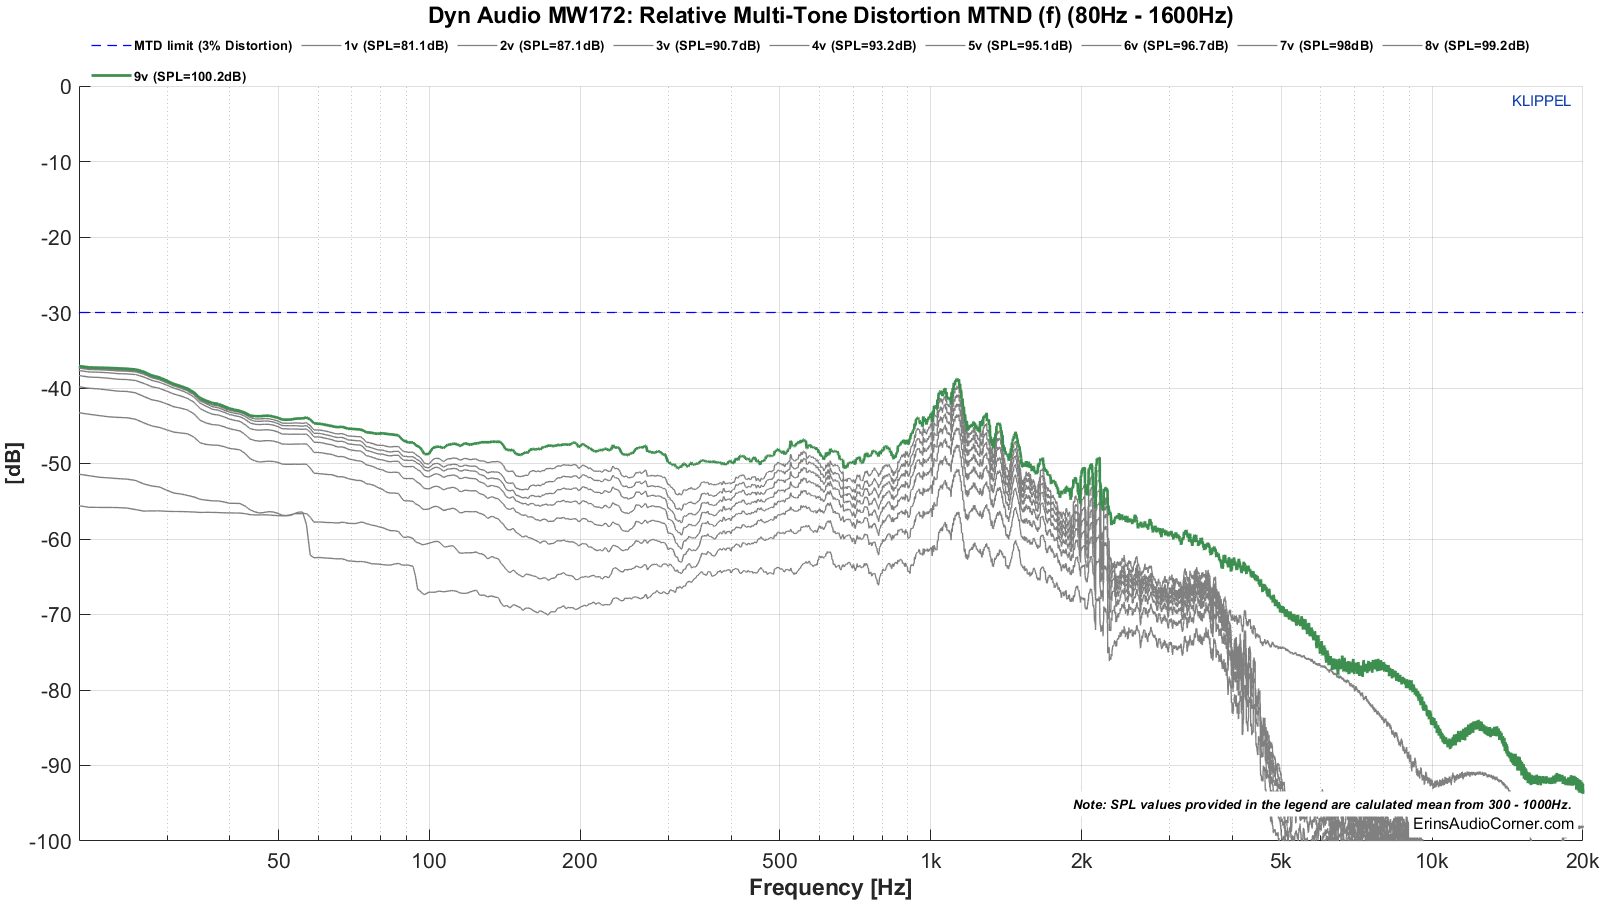 Dyn Audio MW172: Relative Multi-Tone Distortion MTND (f) (80Hz - 1600Hz)
MTD limit (3% Distortion) 1v (SPL=81.1dB) 2v (SPL=87.1dB) 3v (SPL=90.7dB) 4v (SPL=93.2dB) 5v (SPL=95.1dB) 6v (SPL=96.7dB) 7v (SPL=98dB) 8v (SPL=99.2dB)
9v (SPL=100.2dB)
KLIPPEL
0
-10
-20
-30
-40
-50
-60
-70
-80
-90
-100
[dB]
Note: SPL values provided in the legend are calulated mean from 300 - 1000Hz.
ErinsAudioCorner.com
50 100 200 500 1k 2k 5k 10k 20k
Frequency [Hz]